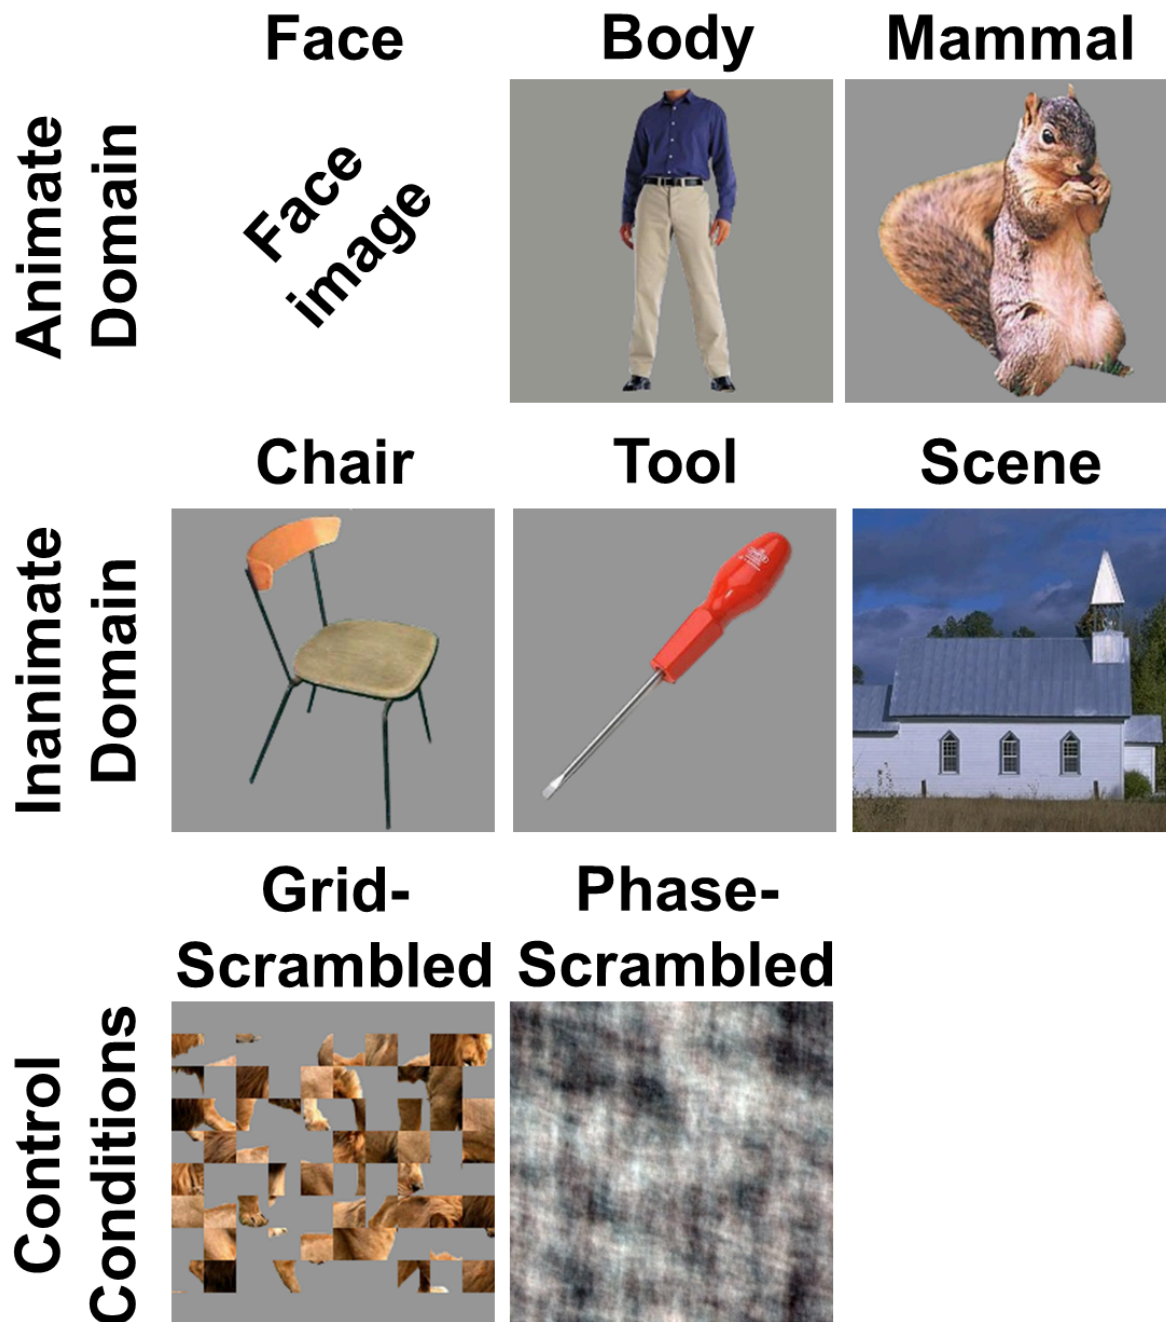 Face
Body
Mammal
Animate
Domain
Face
image
Chair
Tool
Scene
Inanimate
Domain
Grid-
Scrambled
Phase-
Scrambled
Control
Conditions